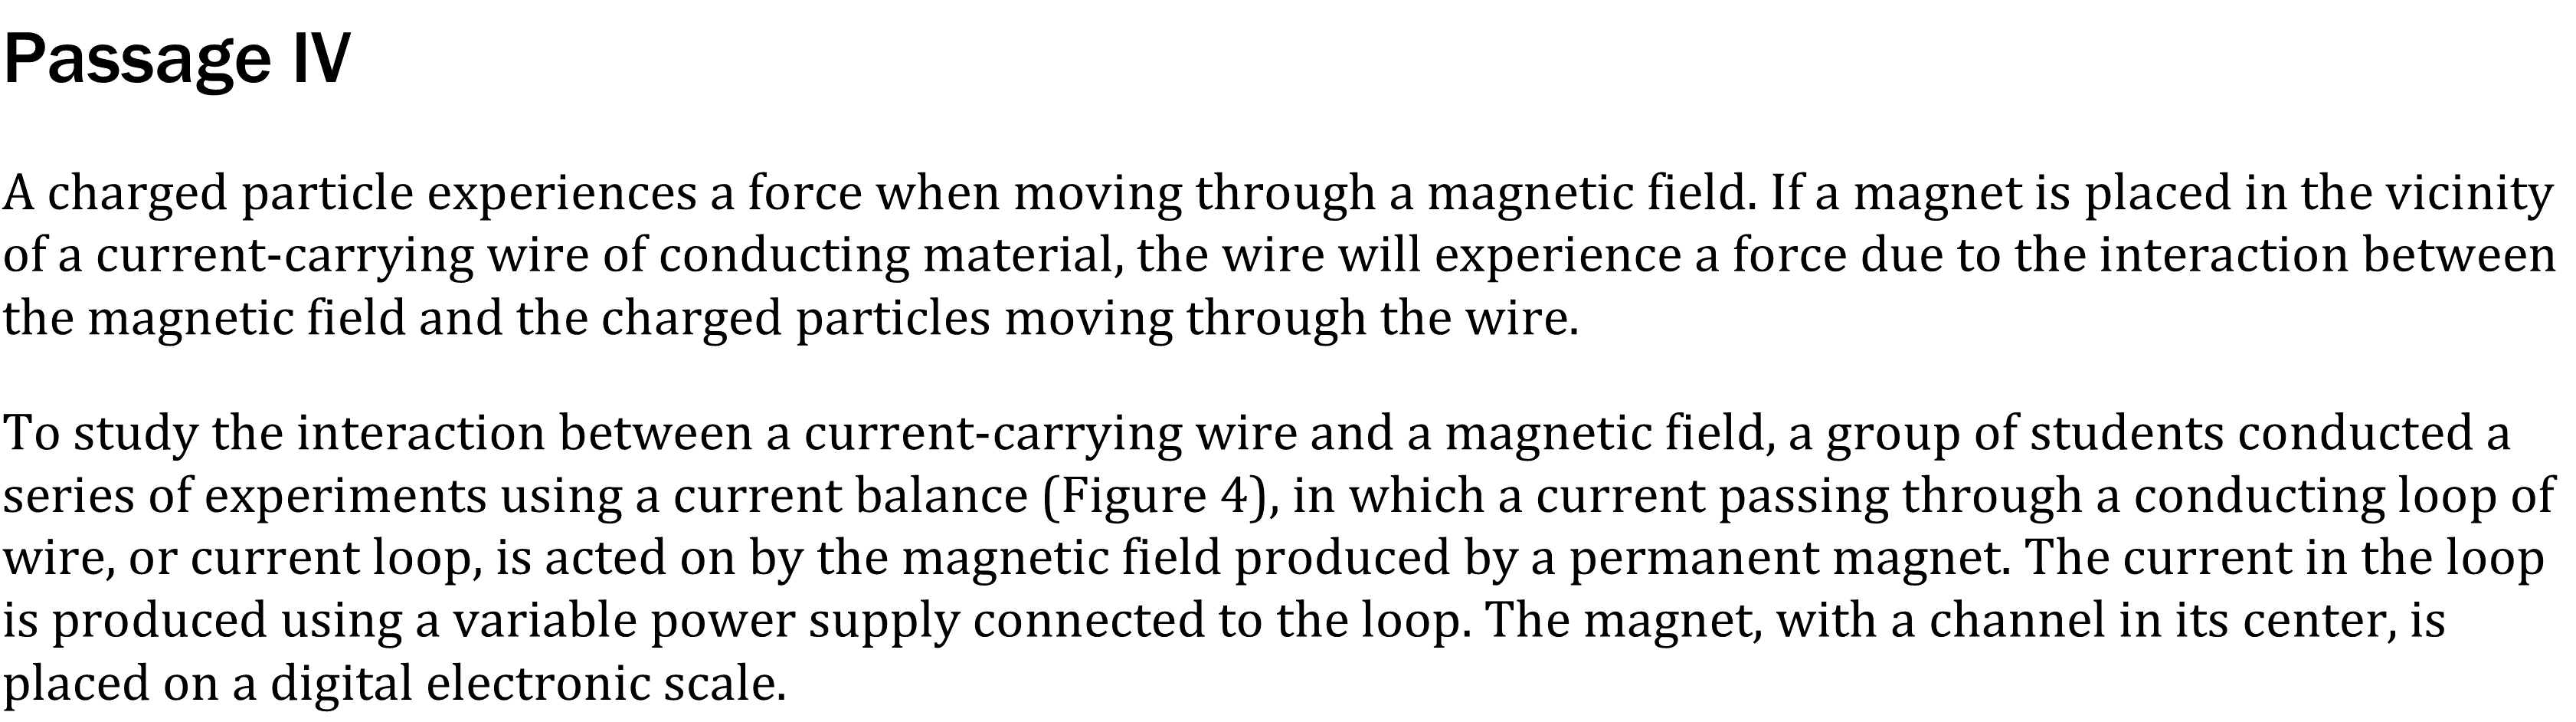 Passage IV
A charged particle experiences a force when moving through a magnetic field. If a magnet is placed in the vicinity
of a current-carrying wire of conducting material, the wire will experience a force due to the interaction between
the magnetic field and the charged particles moving through the wire.
To study the interaction between a current-carrying wire and a magnetic field, a group of students conducted a
series of experiments using a current balance (Figure 4), in which a current passing through a conducting loop of
wire, or current loop, is acted on by the magnetic field produced by a permanent magnet. The current in the loop
is produced using a variable power supply connected to the loop. The magnet, with a channel in its center, is
placed on a digital electronic scale.